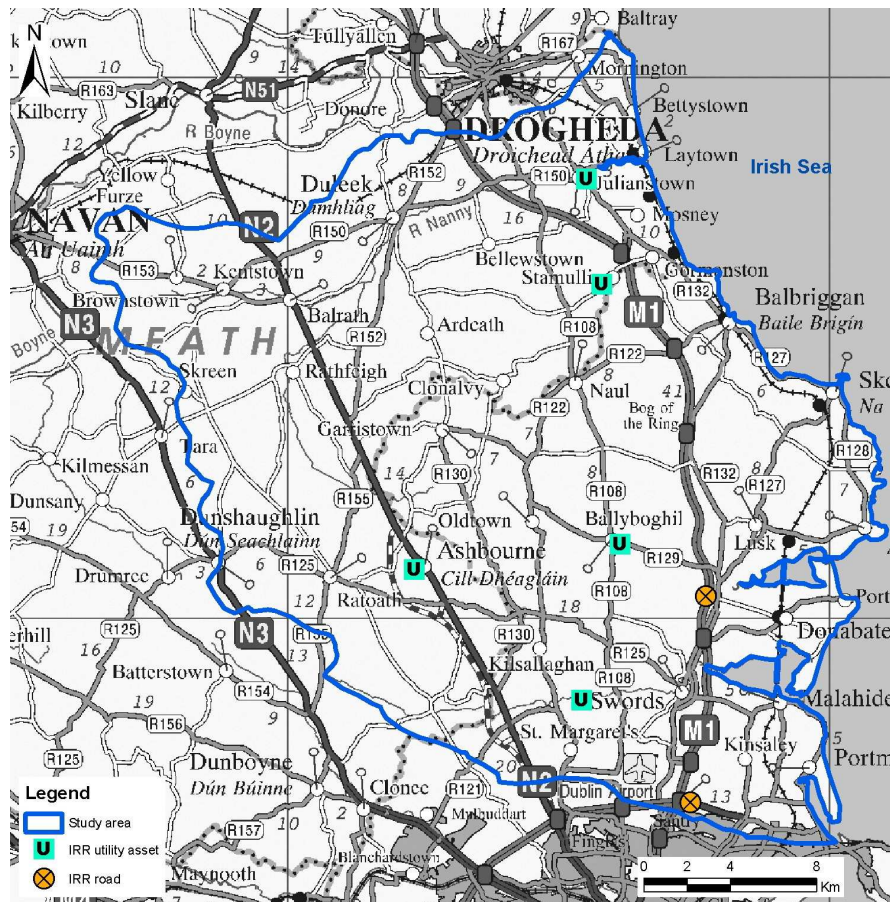 N
Baltray
Tullyallen
R167
Mornington
R163
Slane
N51
Donore
Bettystown
Kilberry
R Boyne
DROGHEDA
Droichead Atha
Laytown
Irish Sea
Yellow
Furze
R152
Duleek
Damhliag
R150
Julianstown
Mosney
NAVAN
An Uaimh
N2
R150
R Nanny
Bellewstown
Stamullin
Gormanston
R153
Kentstown
R132
Brownstown
Balrath
M1
Balbriggan
Baile Brigín
N3
MEATH
Boyne
Ardcath
R152
R108
R122
R127
Skreen
Rathfeigh
Clonalvy
Naul
Bog of
the Ring
R122
Garristown
R128
Tara
Kilmessan
R130
R132
R127
R155
R108
Dunsany
Dunshaughlin
Dún Seachlainn
Oldtown
Ballyboghil
Lusk
Ashbourne
Cill Dhéagláin
R129
Drumree
R125
Ratoath
R108
Donabate
R125
N3
R130
Kilsallaghan
R125
R108
Batterstown
R154
Swords
Malahide
R156
St. Margaret's
M1
Kinsaley
R125
Dunboyne
Dún Búinne
Clonee
R121
N2
Dublin Airport
Mulhuddart
Santry
Finglas
R157
Blanchardstown
Maynooth
Legend
Study area
U IRR utility asset
IRR road
0 2 4 8
Km